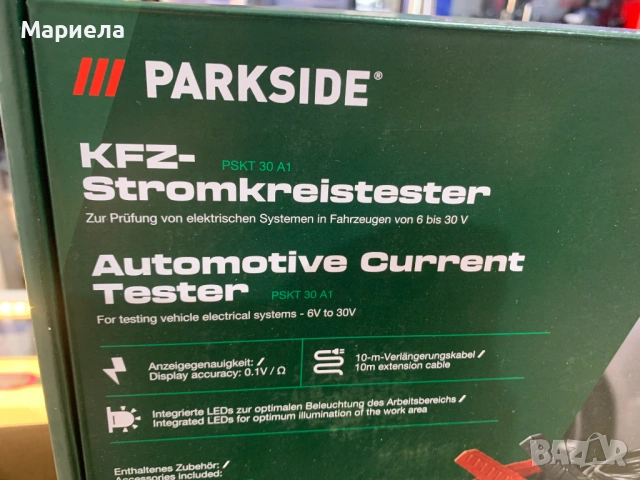 Мариела
PARKSIDE®
KFZ- PSKT 30 A1
Stromkreistester
Zur Prüfung von elektrischen Systemen in Fahrzeugen von 6 bis 30 V
Automotive Current
Tester PSKT 30 A1
For testing vehicle electrical systems - 6V to 30V
Anzeigegenauigkeit: /
Display accuracy: 0.1V / Ω
10-m-Verlängerungskabel /
10m extension cable
Integrierte LEDs zur optimalen Beleuchtung des Arbeitsbereichs /
Integrated LEDs for optimum illumination of the work area
Enthaltenes Zubehör: /
Accessories included:
BAZAR